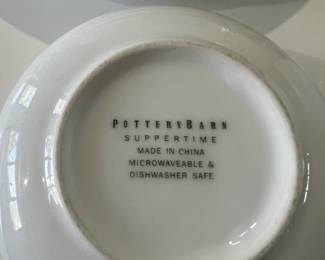 POTTERYBARN
SUPPERTIME
MADE IN CHINA
MICROWAVEABLE &
DISHWASHER SAFE